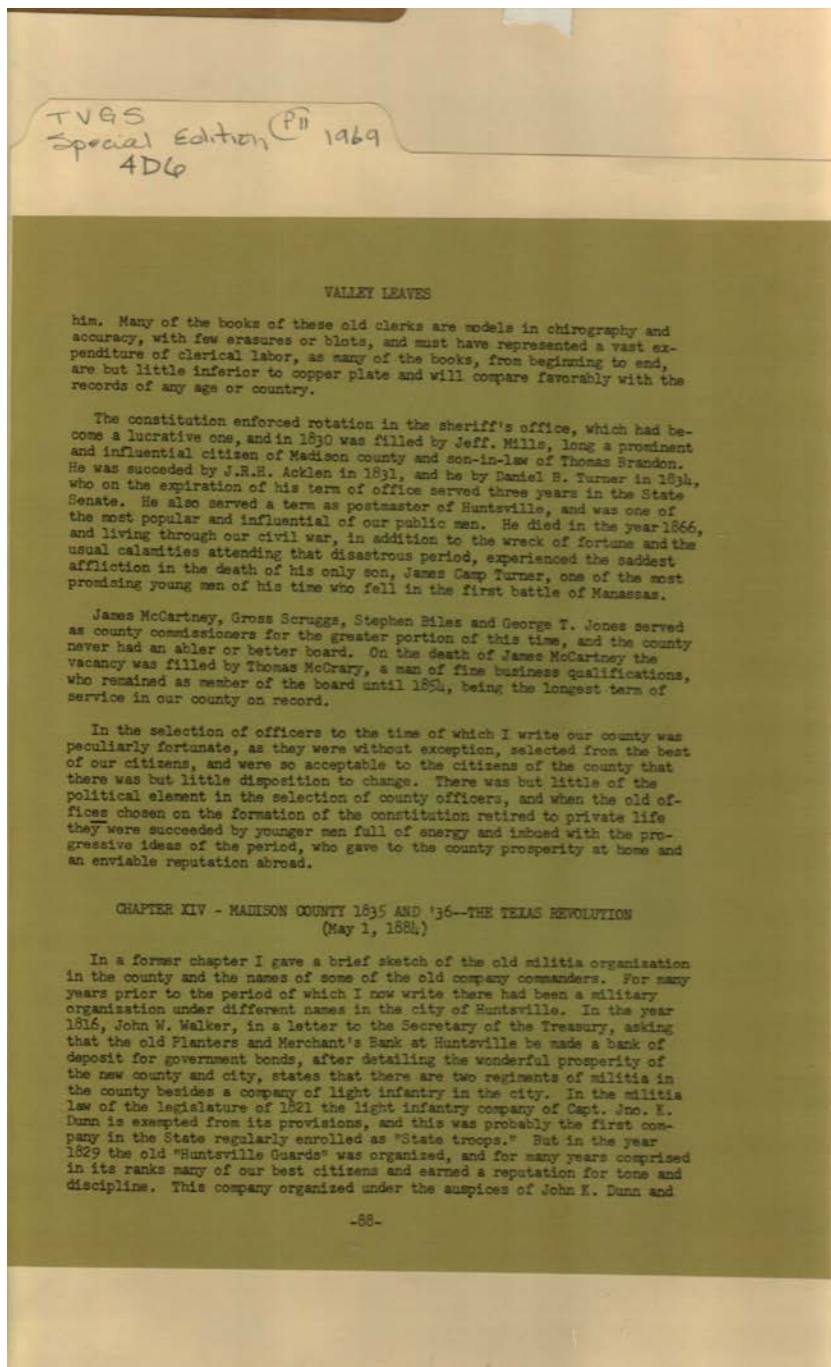 TVGS
Special Edition PII 1969
4D6
VALLEY LEAVES
him. Many of the books of these old clerks are models in chirography and
accuracy, with few erasures or blots, and must have represented a vast ex-
penditure of clerical labor, as many of the books, from beginning to end,
are but little inferior to copper plate and will compare favorably with the
records of any age or country.
The constitution enforced rotation in the sheriff's office, which had be-
come a lucrative one, and in 1830 was filled by Jeff. Mills, long a prominent
and influential citizen of Madison county and son-in-law of Thomas Brandon.
He was succeded by J.R.H. Acklen in 1831, and he by Daniel B. Turner in 1834,
who on the expiration of his term of office served three years in the State
Senate. He also served a term as postmaster of Huntsville, and was one of
the most popular and influential of our public men. He died in the year 1866,
and living through our civil war, in addition to the wreck of fortune and the
usual calamities attending that disastrous period, experienced the saddest
affliction in the death of his only son, James Camp Turner, one of the most
promising young men of his time who fell in the first battle of Manassas.
James McCartney, Gross Scruggs, Stephen Biles and George T. Jones served
as county commissioners for the greater portion of this time, and the county
never had an abler or better board. On the death of James McCartney the
vacancy was filled by Thomas McCrary, a man of fine business qualifications,
who remained as member of the board until 1854, being the longest term of
service in our county on record.
In the selection of officers to the time of which I write our county was
peculiarly fortunate, as they were without exception, selected from the best
of our citizens, and were so acceptable to the citizens of the county that
there was but little disposition to change. There was but little of the
political element in the selection of county officers, and when the old of-
fices chosen on the formation of the constitution retired to private life
they were succeeded by younger men full of energy and imbued with the pro-
gressive ideas of the period, who gave to the county prosperity at home and
an enviable reputation abroad.
CHAPTER XIV - MADISON COUNTY 1835 AND '36--THE TEXAS REVOLUTION
(May 1, 1884)
In a former chapter I gave a brief sketch of the old militia organization
in the county and the names of some of the old company commanders. For many
years prior to the period of which I now write there had been a military
organization under different names in the city of Huntsville. In the year
1816, John W. Walker, in a letter to the Secretary of the Treasury, asking
that the old Planters and Merchant's Bank at Huntsville be made a bank of
deposit for government bonds, after detailing the wonderful prosperity of
the new county and city, states that there are two regiments of militia in
the county besides a company of light infantry in the city. In the militia
law of the legislature of 1821 the light infantry company of Capt. Jno. K.
Dunn is exempted from its provisions, and this was probably the first com-
pany in the State regularly enrolled as "State troops." But in the year
1829 the old "Huntsville Guards" was organized, and for many years comprised
in its ranks many of our best citizens and earned a reputation for tone and
discipline. This company organized under the auspices of John K. Dunn and
-88-